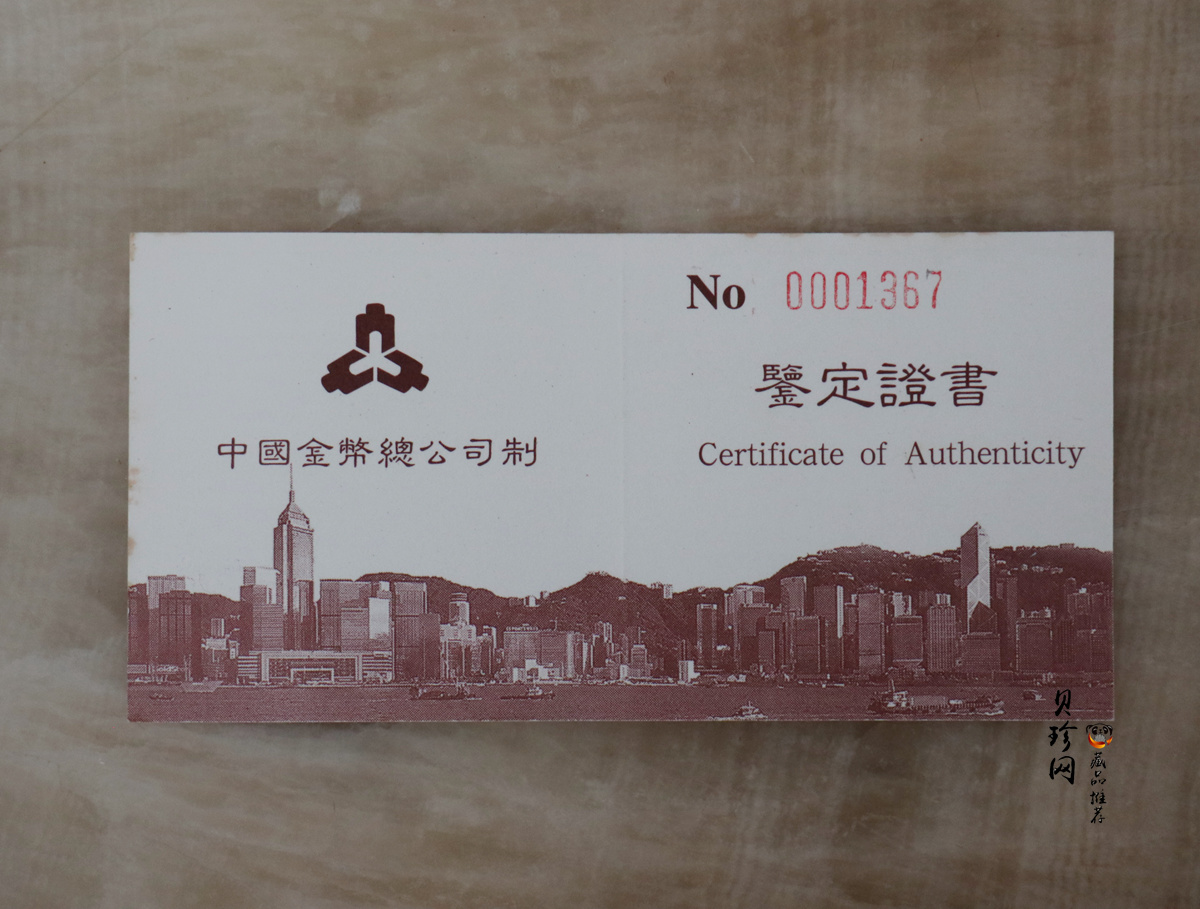 No 0001367
鑒定證書
Certificate of Authenticity
中國金幣總公司制
贝珍网
藏品推荐